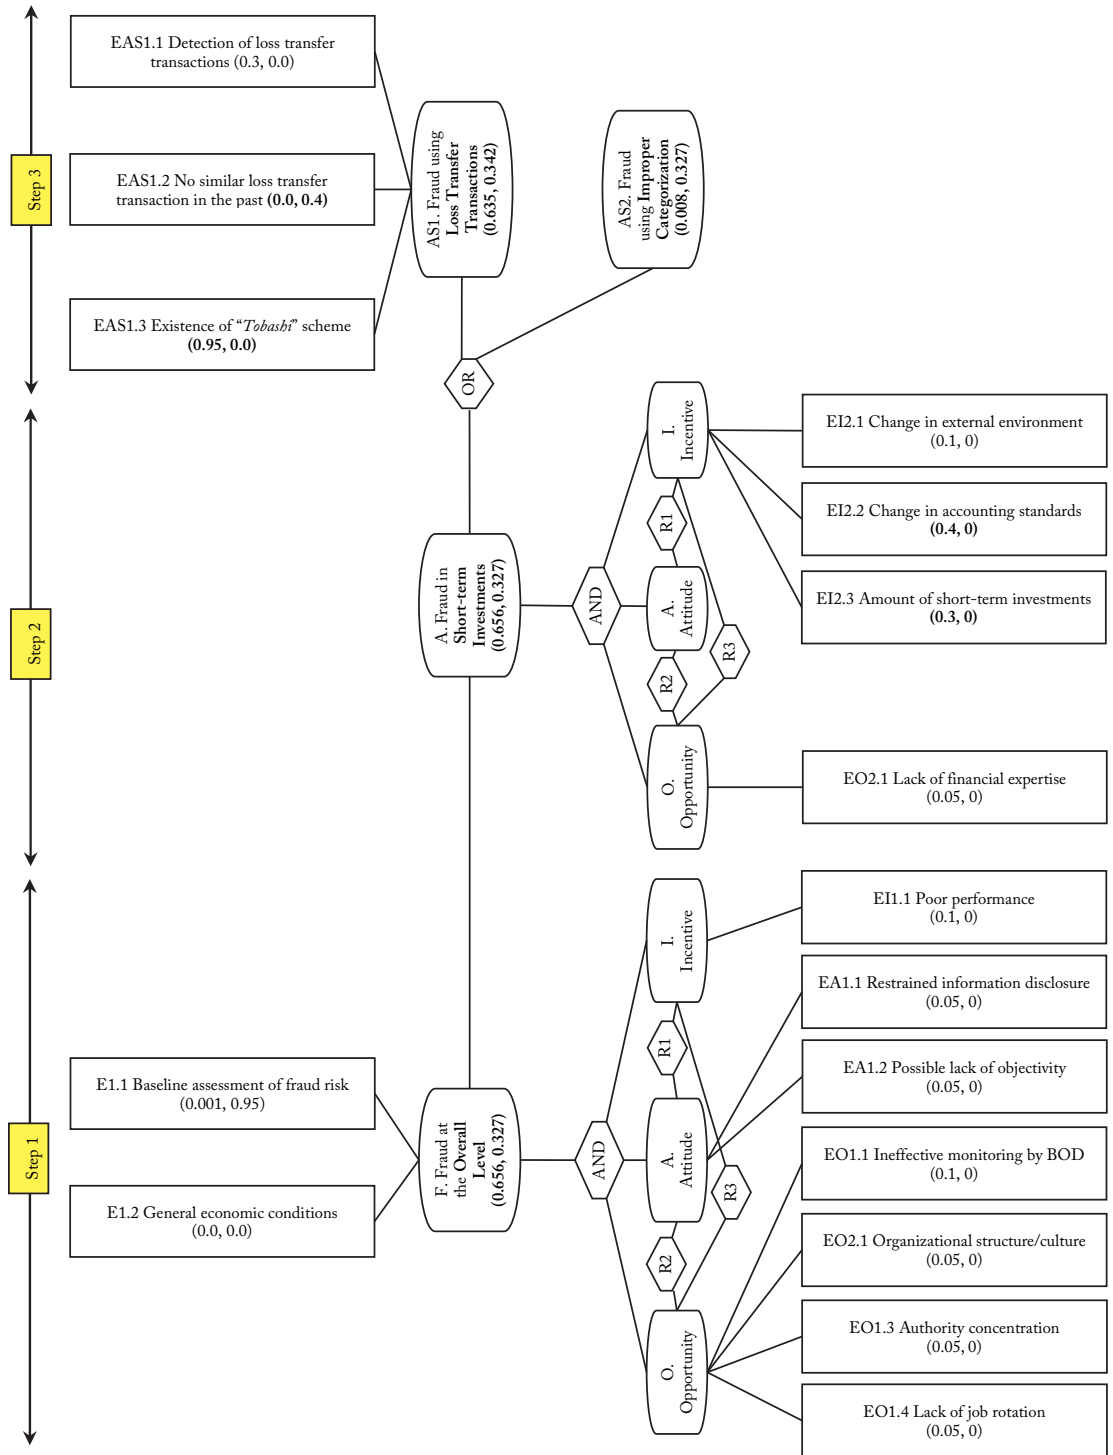 Step 3
EAS1.1 Detection of loss transfer
transactions (0.3, 0.0)
EAS1.2 No similar loss transfer
transaction in the past (0.0, 0.4)
EAS1.3 Existence of “Tobashi” scheme
(0.95, 0.0)
AS1. Fraud using
Loss Transfer
Transactions
(0.635, 0.342)
AS2. Fraud
using Improper
Categorization
(0.008, 0.327)
OR
Step 2
A. Fraud in
Short-term
Investments
(0.656, 0.327)
AND
I.
Incentive
R1
A.
Attitude
R2
R3
O.
Opportunity
EI2.1 Change in external environment
(0.1, 0)
EI2.2 Change in accounting standards
(0.4, 0)
EI2.3 Amount of short-term investments
(0.3, 0)
EO2.1 Lack of financial expertise
(0.05, 0)
Step 1
E1.1 Baseline assessment of fraud risk
(0.001, 0.95)
E1.2 General economic conditions
(0.0, 0.0)
F. Fraud at
the Overall
Level
(0.656, 0.327)
AND
I.
Incentive
R1
A.
Attitude
R2
R3
O.
Opportunity
EI1.1 Poor performance
(0.1, 0)
EA1.1 Restrained information disclosure
(0.05, 0)
EA1.2 Possible lack of objectivity
(0.05, 0)
EO1.1 Ineffective monitoring by BOD
(0.1, 0)
EO2.1 Organizational structure/culture
(0.05, 0)
EO1.3 Authority concentration
(0.05, 0)
EO1.4 Lack of job rotation
(0.05, 0)